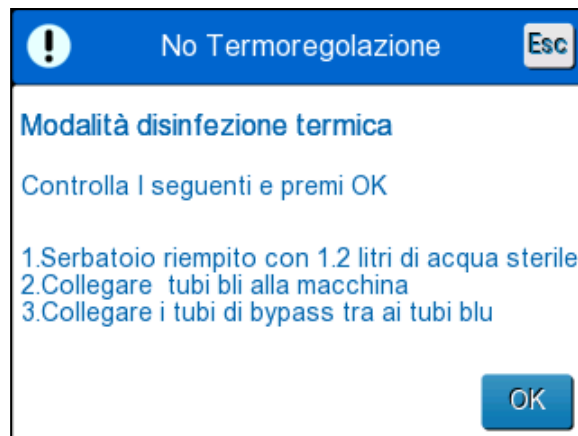 No Termoregolazione
Esc
Modalità disinfezione termica
Controlla I seguenti e premi OK
1.Serbatoio riempito con 1.2 litri di acqua sterile
2.Collegare tubi bli alla macchina
3.Collegare i tubi di bypass tra ai tubi blu
OK